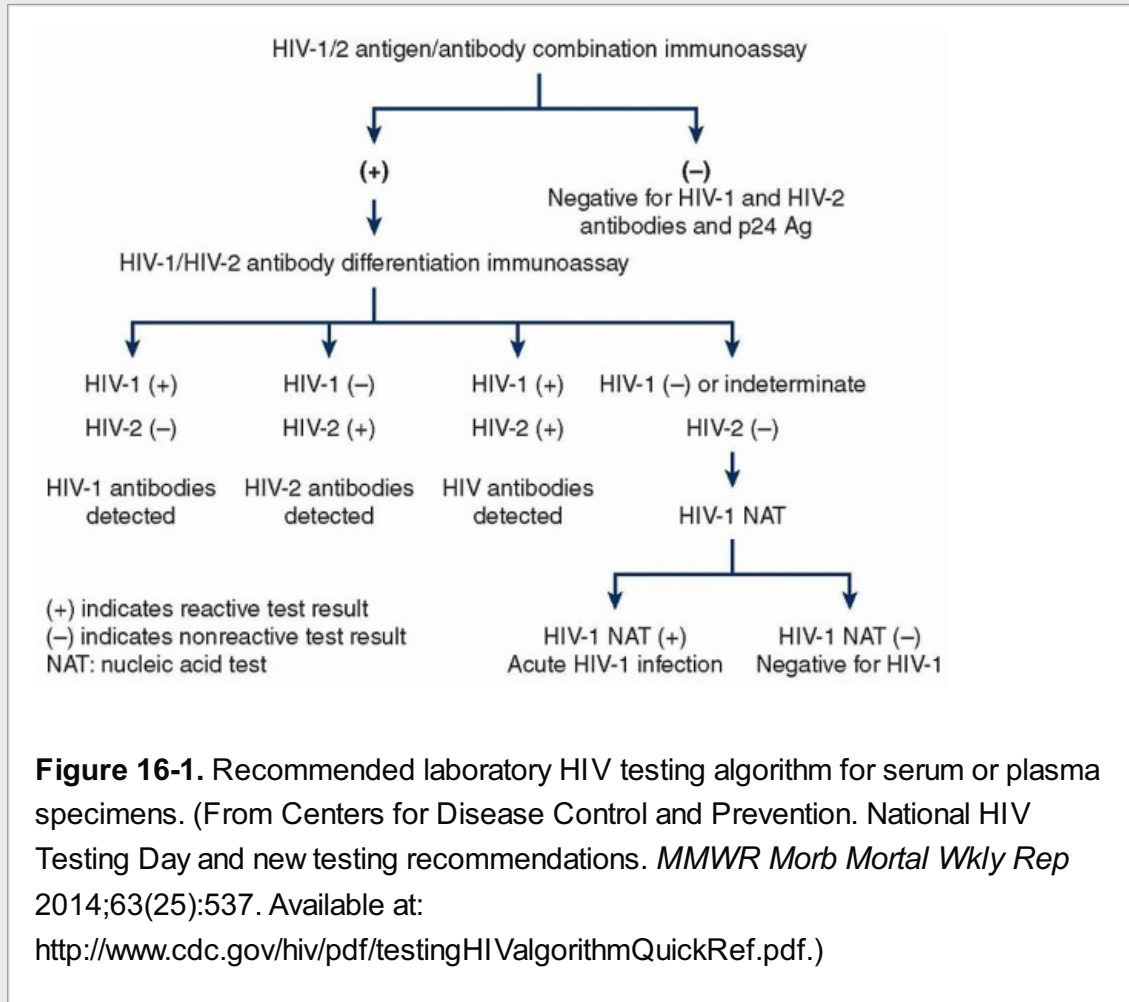 HIV-1/2 antigen/antibody combination immunoassay
(+)
(–)
Negative for HIV-1 and HIV-2
antibodies and p24 Ag
HIV-1/HIV-2 antibody differentiation immunoassay
HIV-1 (+)
HIV-2 (–)
HIV-1 antibodies
detected
HIV-1 (–)
HIV-2 (+)
HIV-2 antibodies
detected
HIV-1 (+)
HIV-2 (+)
HIV antibodies
detected
HIV-1 (–) or indeterminate
HIV-2 (–)
HIV-1 NAT
HIV-1 NAT (+)
Acute HIV-1 infection
HIV-1 NAT (–)
Negative for HIV-1
(+) indicates reactive test result
(–) indicates nonreactive test result
NAT: nucleic acid test
Figure 16-1. Recommended laboratory HIV testing algorithm for serum or plasma
specimens. (From Centers for Disease Control and Prevention. National HIV
Testing Day and new testing recommendations. MMWR Morb Mortal Wkly Rep
2014;63(25):537. Available at:
http://www.cdc.gov/hiv/pdf/testingHIValgorithmQuickRef.pdf.)